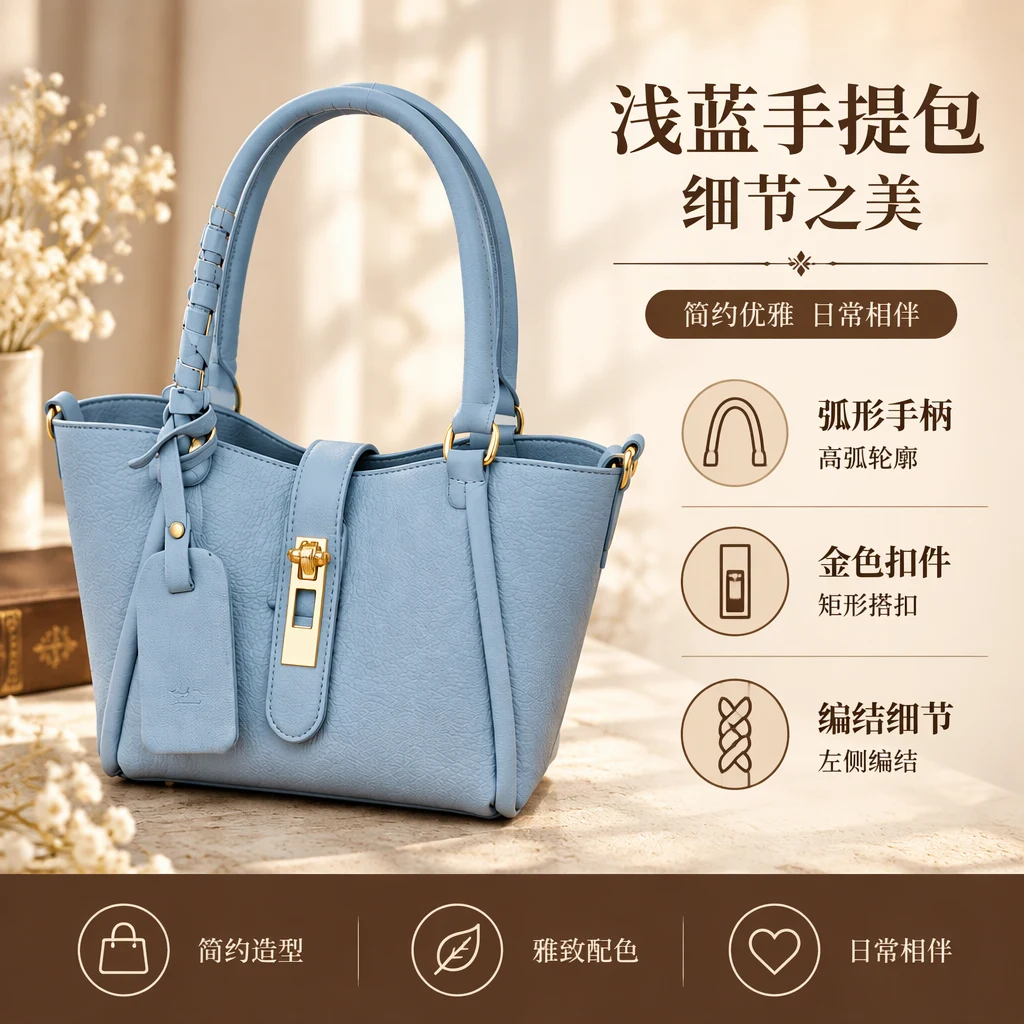 浅蓝手提包
细节之美
简约优雅 日常相伴
弧形手柄
高弧轮廓
金色扣件
矩形搭扣
编结细节
左侧编结
简约造型
雅致配色
日常相伴